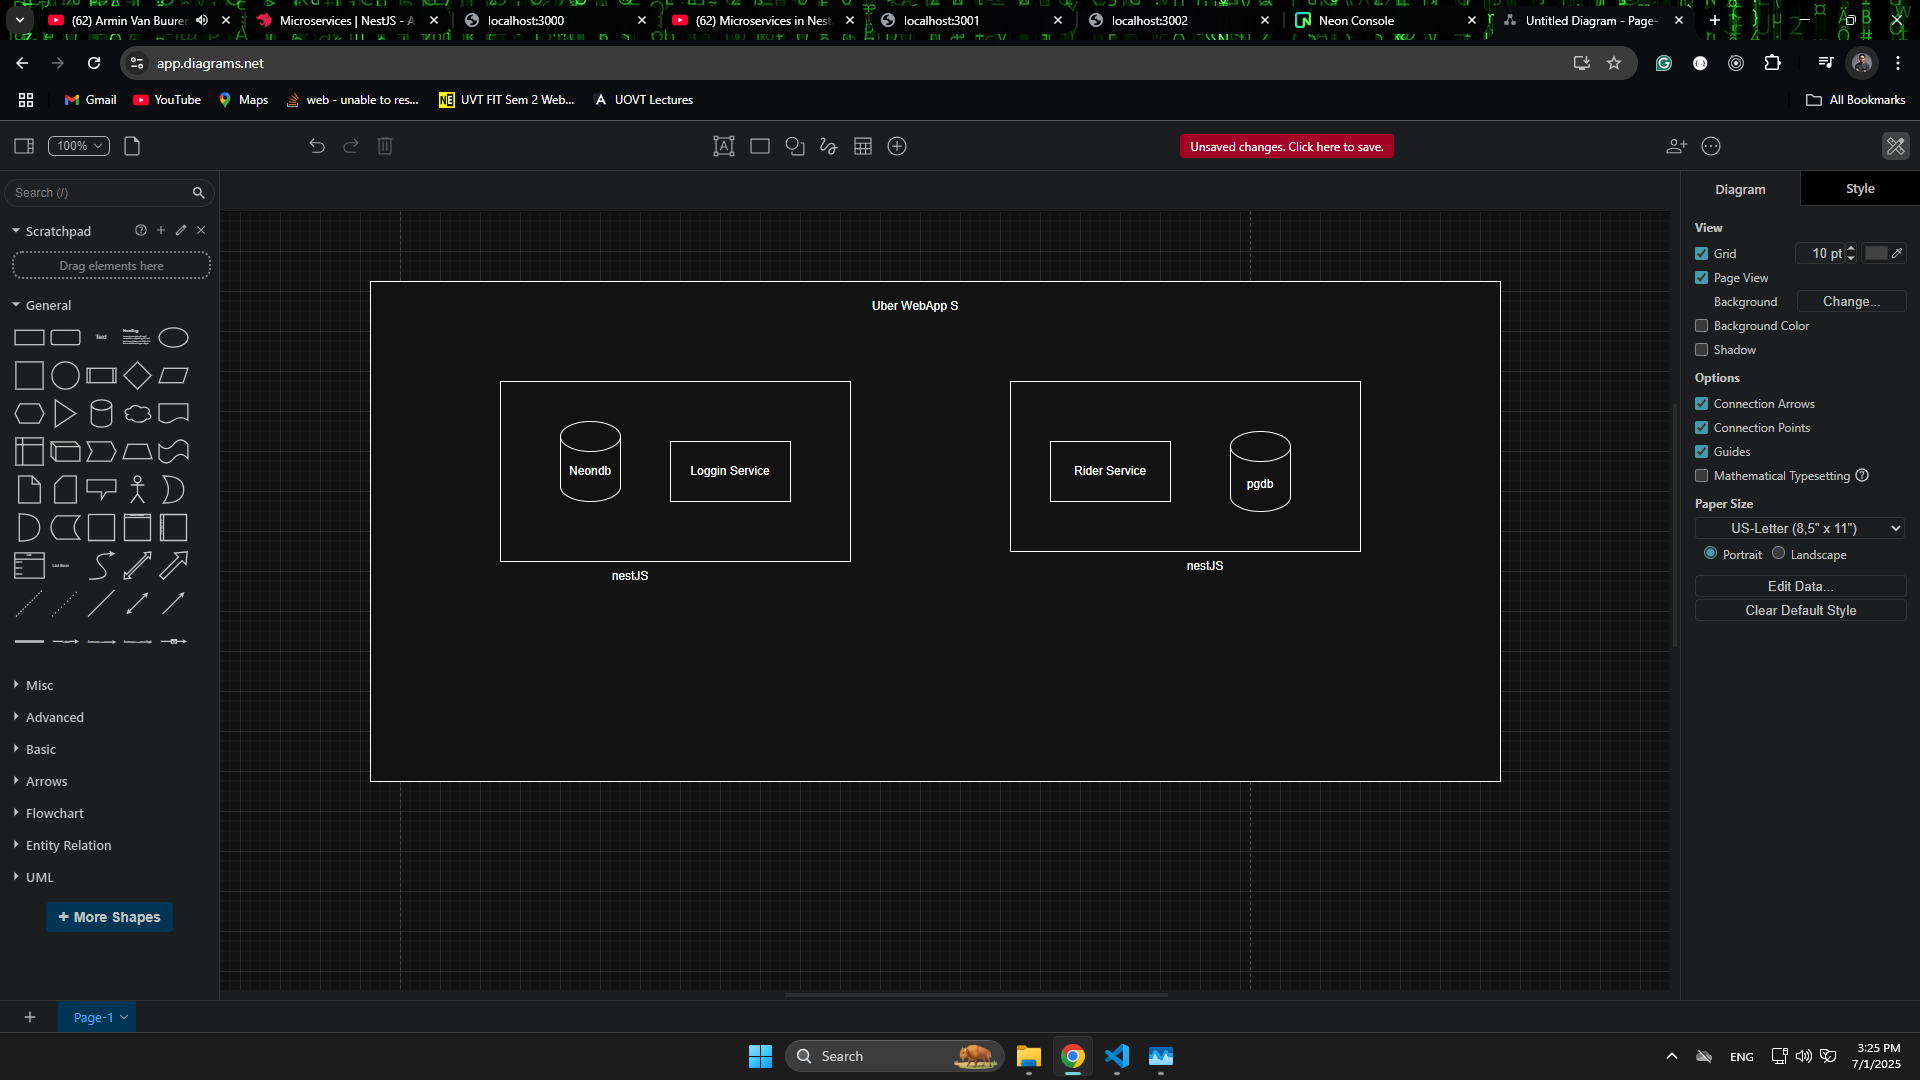 (62) Armin Van Buurer
Microservices | NestJS - A
localhost:3000
(62) Microservices in Nest
localhost:3001
localhost:3002
Neon Console
Untitled Diagram - Page-
app.diagrams.net
Gmail
YouTube
Maps
web - unable to res...
UVT FIT Sem 2 Web...
UOVT Lectures
All Bookmarks
100%
Unsaved changes. Click here to save.
Search (/)
Scratchpad
Drag elements here
General
Text
Heading
List Item
Misc
Advanced
Basic
Arrows
Flowchart
Entity Relation
UML
+ More Shapes
Uber WebApp S
Neondb
Loggin Service
nestJS
Rider Service
pgdb
nestJS
Diagram
Style
View
Grid
10 pt
Page View
Background
Change...
Background Color
Shadow
Options
Connection Arrows
Connection Points
Guides
Mathematical Typesetting
Paper Size
US-Letter (8,5" x 11")
Portrait
Landscape
Edit Data...
Clear Default Style
Page-1
Search
ENG
3:25 PM
7/1/2025